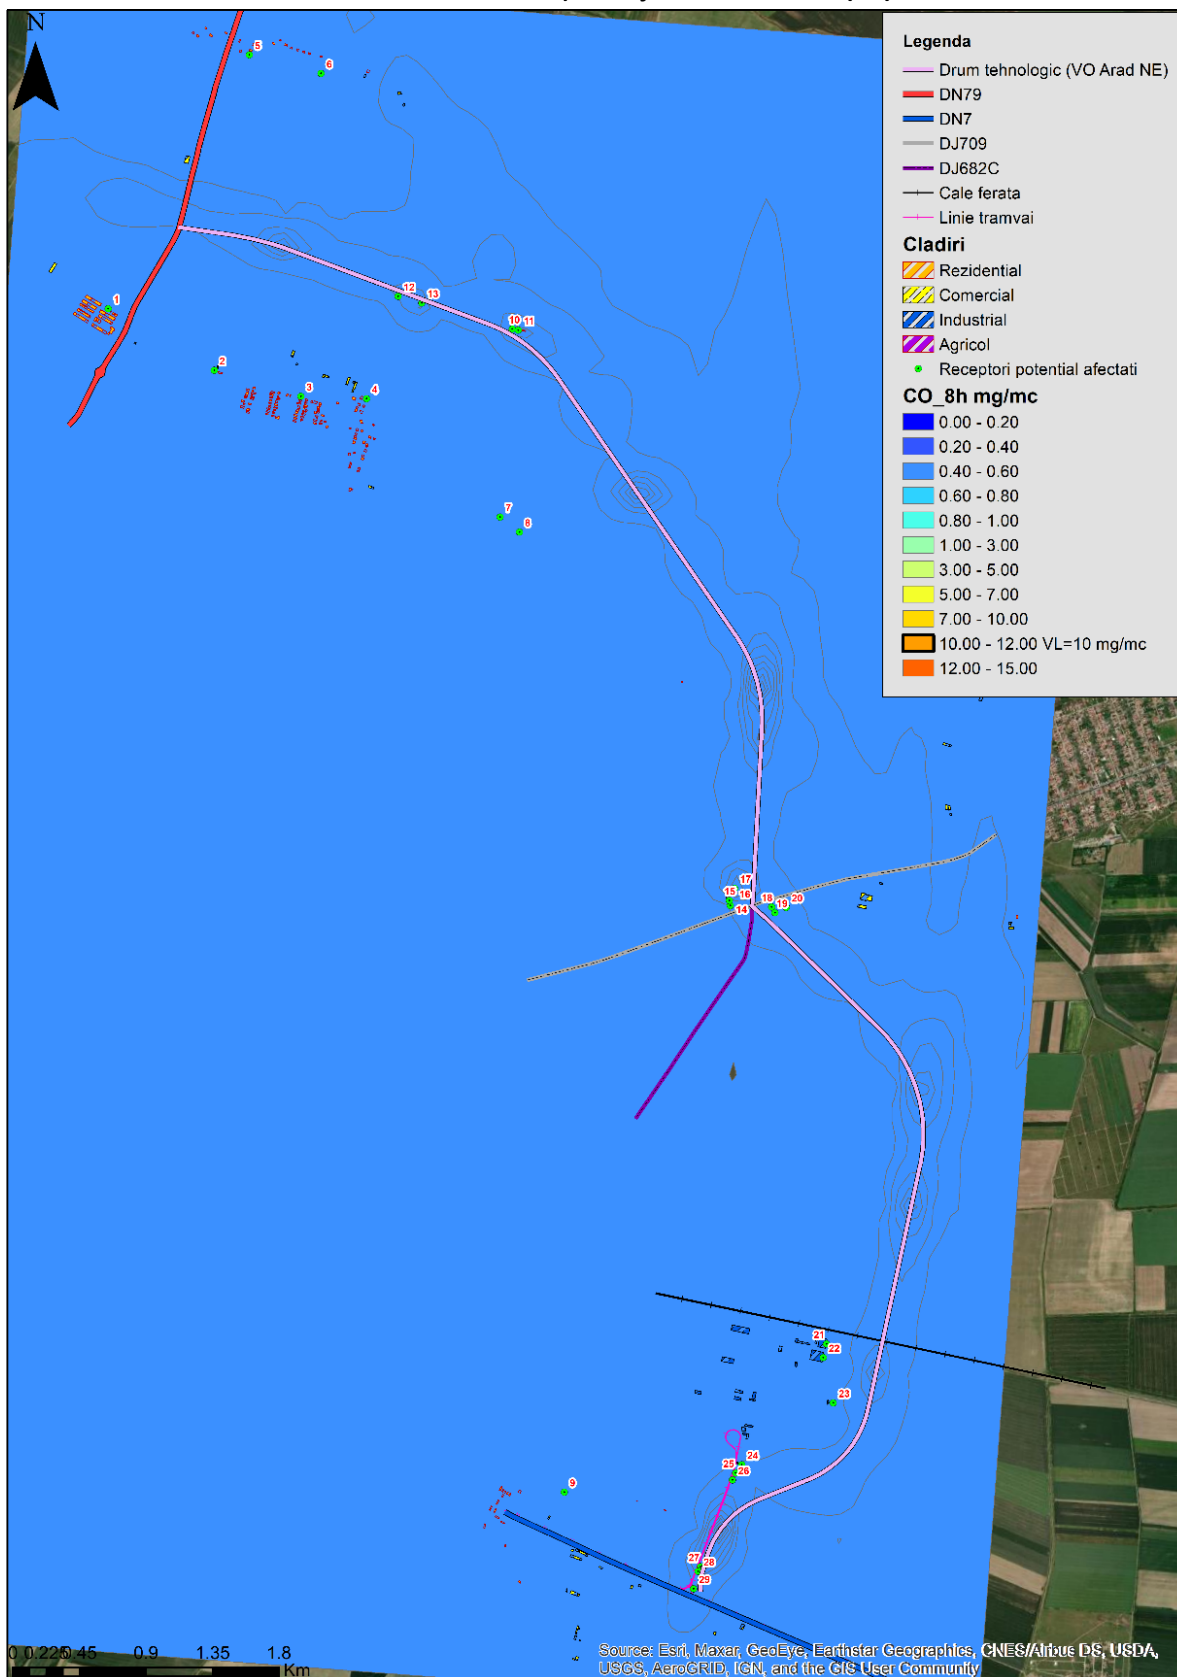 N
Legenda
Drum tehnologic (VO Arad NE)
DN79
DN7
DJ709
DJ682C
Cale ferata
Linie tramvai
Cladiri
Rezidential
Comercial
Industrial
Agricol
Receptori potential afectati
CO_8h mg/mc
0.00 - 0.20
0.20 - 0.40
0.40 - 0.60
0.60 - 0.80
0.80 - 1.00
1.00 - 3.00
3.00 - 5.00
5.00 - 7.00
7.00 - 10.00
10.00 - 12.00 VL=10 mg/mc
12.00 - 15.00
5
6
1
12
13
10
11
2
3
4
7
8
17
15
16
14
18
19
20
21
22
23
24
25
26
9
27
28
29
0 0.225 0.45 0.9 1.35 1.8
Km
Source: Esri, Maxar, GeoEye, Earthstar Geographics, CNES/Airbus DS, USDA,
USGS, AeroGRID, IGN, and the GIS User Community